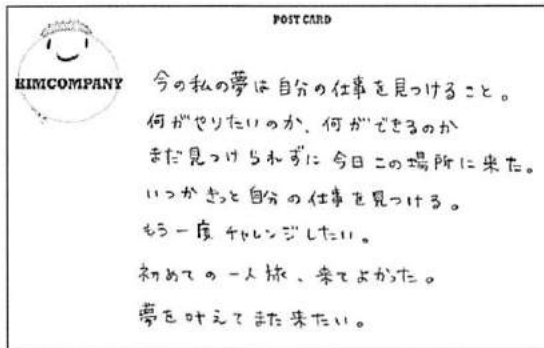 POST CARD
KIMCOMPANY
今の私の夢は自分の仕事を見つけること。
何がやりたいのか、何ができるのか
まだ見つけられずに今日この場所に来た。
いつかきっと自分の仕事を見つける。
もう一度チャレンジしたい。
初めての一人旅、来てよかった。
夢を叶えてまた来たい。